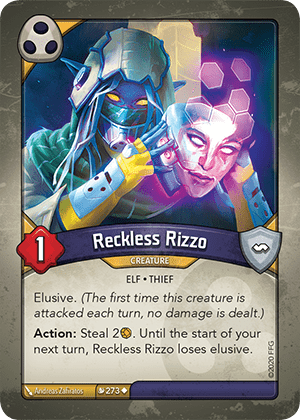 Reckless Rizzo
CREATURE
1
ELF • THIEF
Elusive. (The first time this creature is
attacked each turn, no damage is dealt.)
Action: Steal 2. Until the start of your
next turn, Reckless Rizzo loses elusive.
©2020 FFG
Andreas Zafiratos
273